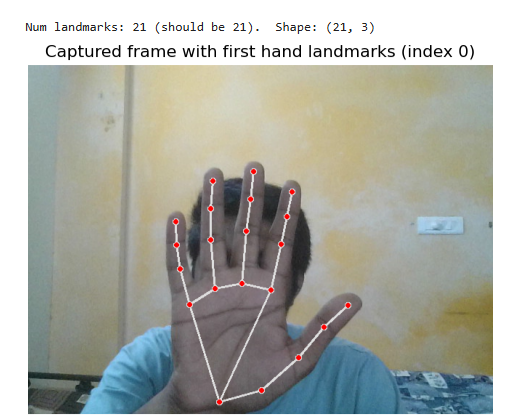 Num landmarks: 21 (should be 21).  Shape: (21, 3)
Captured frame with first hand landmarks (index 0)